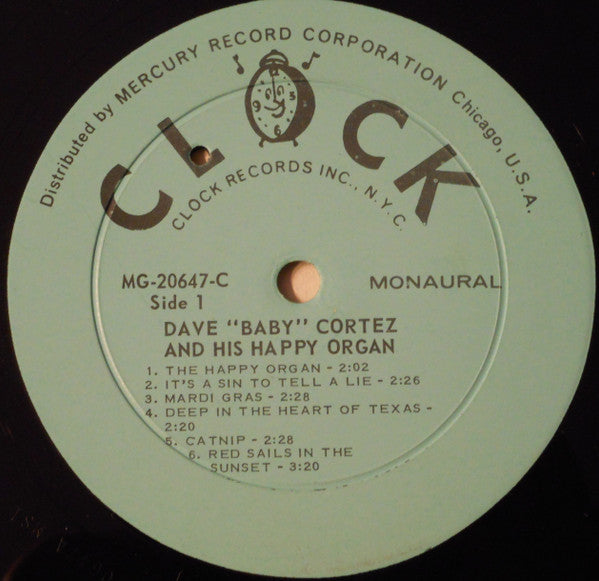 Distributed by MERCURY RECORD CORPORATION Chicago, U.S.A.
CLOCK
9 5 6
CLOCK RECORDS INC., N.Y.C.
MG-20647-C
MONAURAL
Side 1
DAVE "BABY" CORTEZ
AND HIS HAPPY ORGAN
1. THE HAPPY ORGAN - 2:02
2. IT'S A SIN TO TELL A LIE - 2:26
3. MARDI GRAS - 2:28
4. DEEP IN THE HEART OF TEXAS -
2:20
5. CATNIP - 2:28
6. RED SAILS IN THE
SUNSET - 3:20